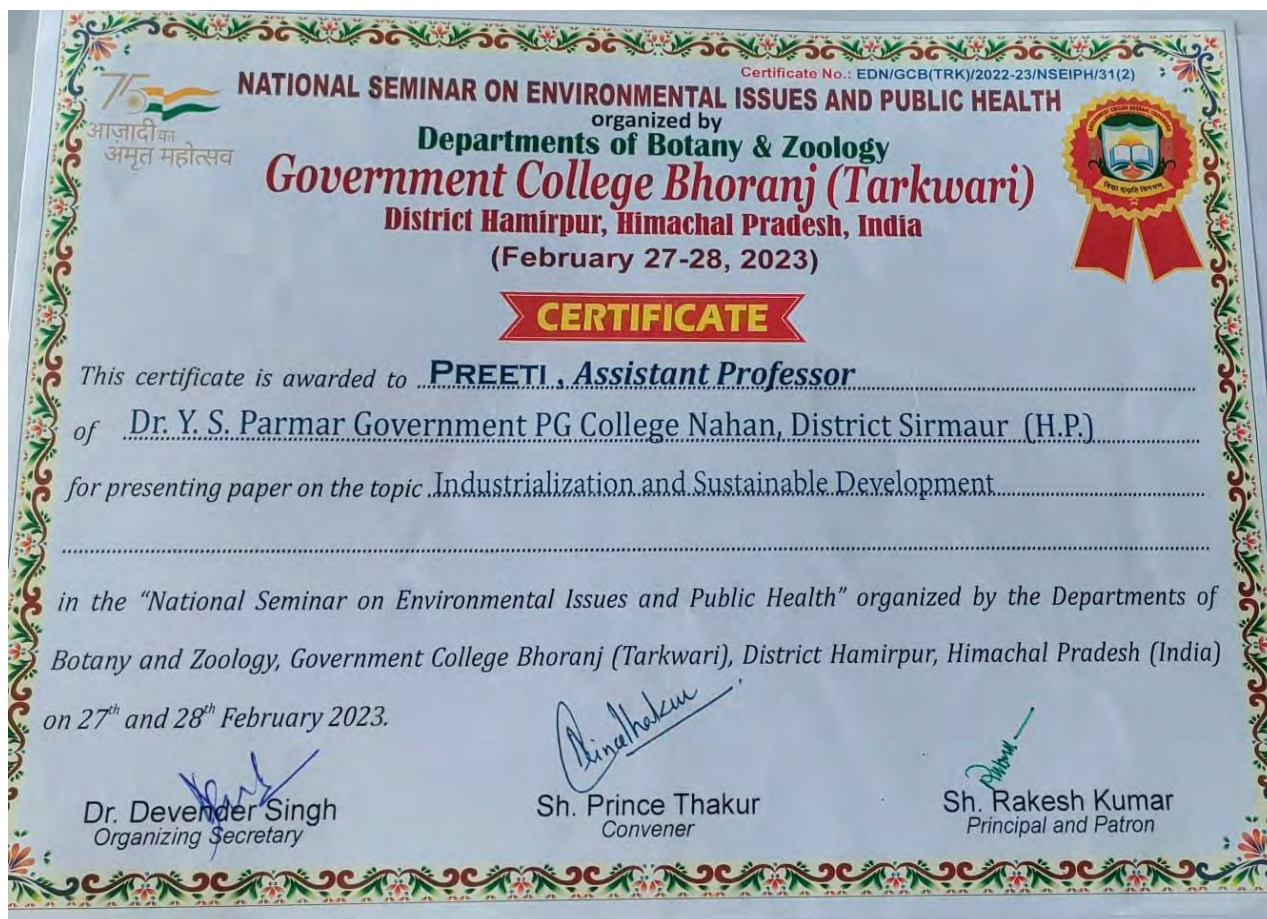 Certificate No.: EDN/GCB(TRK)/2022-23/NSEIPH/31(2)
75
आज़ादी का
अमृत महोत्सव
NATIONAL SEMINAR ON ENVIRONMENTAL ISSUES AND PUBLIC HEALTH
organized by
Departments of Botany & Zoology
Government College Bhoranj (Tarkwari)
District Hamirpur, Himachal Pradesh, India
(February 27-28, 2023)
CERTIFICATE
This certificate is awarded to PREETI, Assistant Professor
of Dr. Y. S. Parmar Government PG College Nahan, District Sirmaur (H.P.)
for presenting paper on the topic Industrialization and Sustainable Development
in the “National Seminar on Environmental Issues and Public Health” organized by the Departments of
Botany and Zoology, Government College Bhoranj (Tarkwari), District Hamirpur, Himachal Pradesh (India)
on 27th and 28th February 2023.
Dr. Devender Singh
Organizing Secretary
Sh. Prince Thakur
Convener
Sh. Rakesh Kumar
Principal and Patron